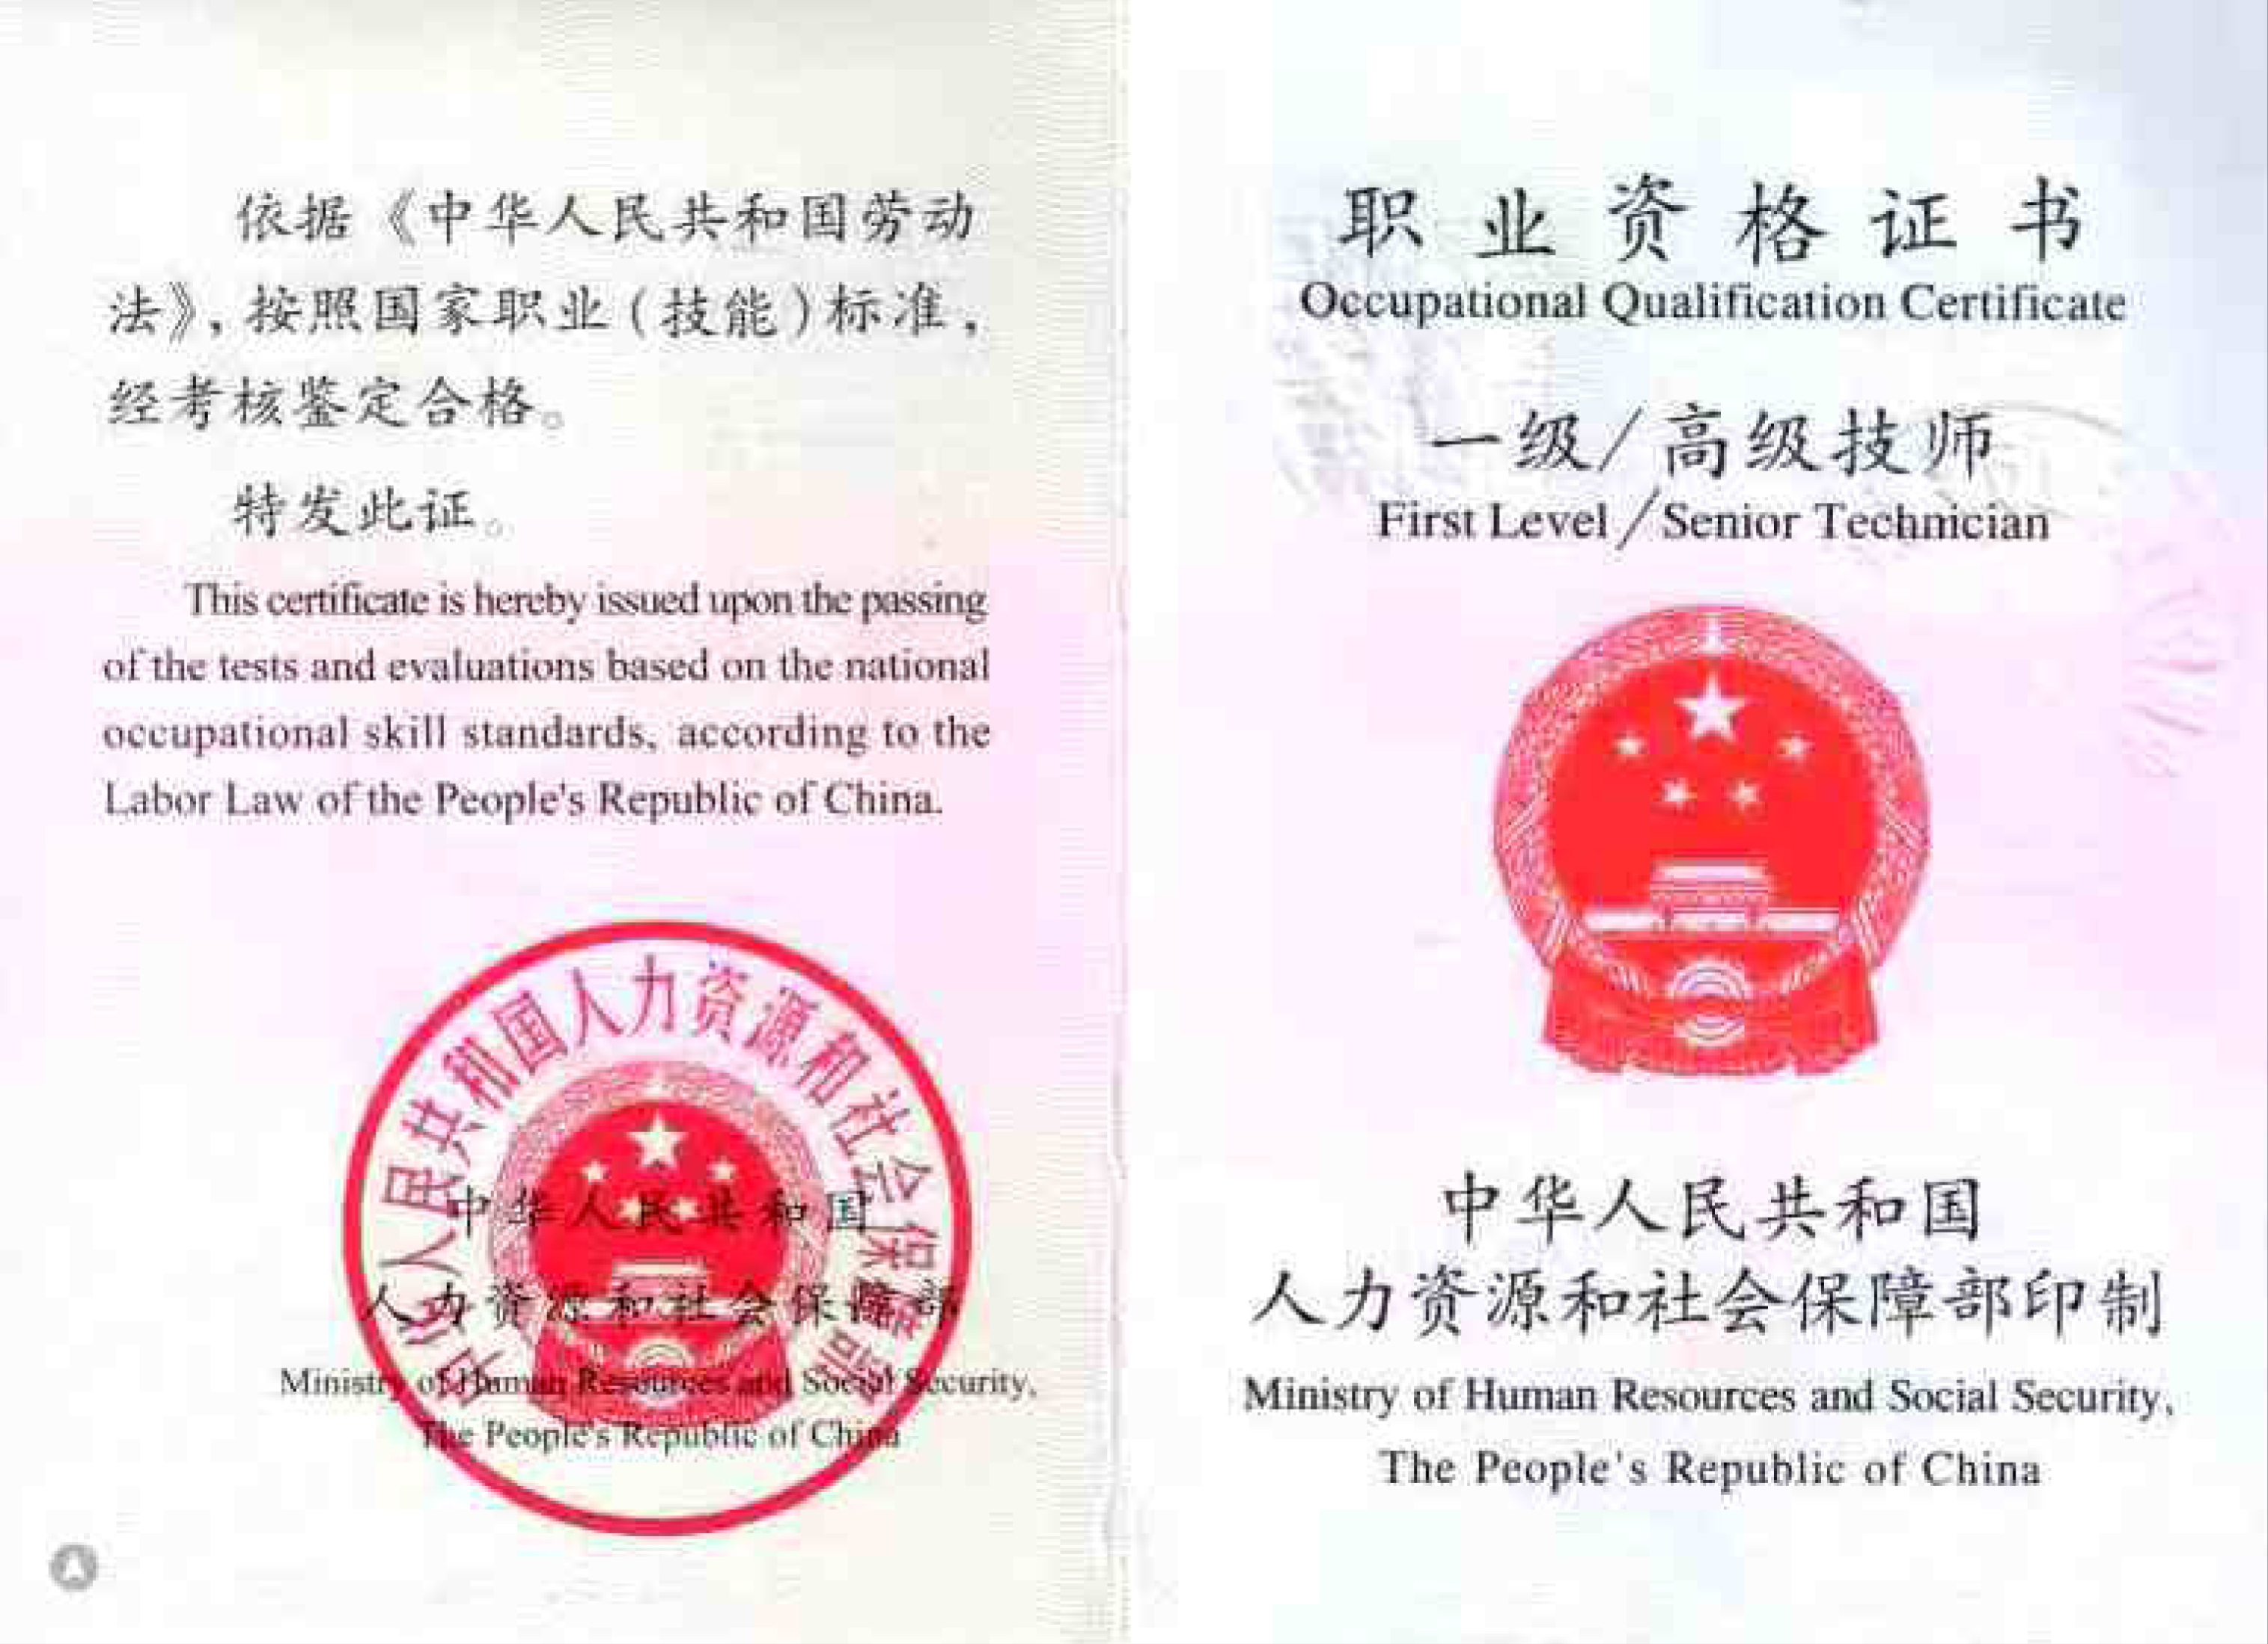 依据《中华人民共和国劳动
法》，按照国家职业（技能）标准，
经考核鉴定合格。
特发此证。
This certificate is hereby issued upon the passing
of the tests and evaluations based on the national
occupational skill standards, according to the
Labor Law of the People's Republic of China.
中华人民共和国人力资源和社会保障部
中华人民共和国
人力资源和社会保障部
Ministry of Human Resources and Social Security,
The People's Republic of China
职业资格证书
Occupational Qualification Certificate
一级/高级技师
First Level/Senior Technician
中华人民共和国
人力资源和社会保障部印制
Ministry of Human Resources and Social Security,
The People's Republic of China